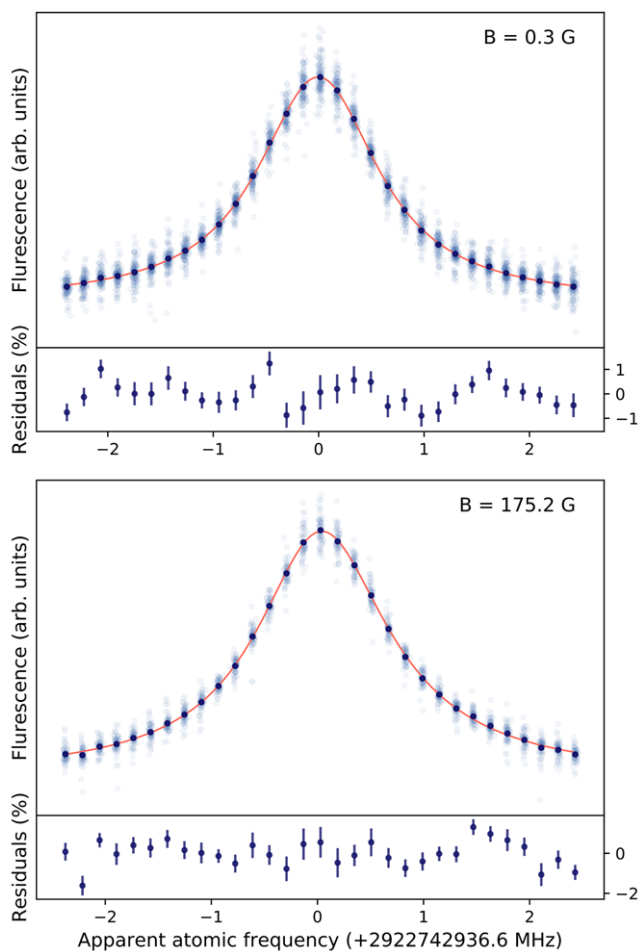 B = 0.3 G
Flurescence (arb. units)
Residuals (%)
1
0
−1
−2
−1
0
1
2
B = 175.2 G
Flurescence (arb. units)
Residuals (%)
0
−2
−2
−1
0
1
2
Apparent atomic frequency (+2922742936.6 MHz)